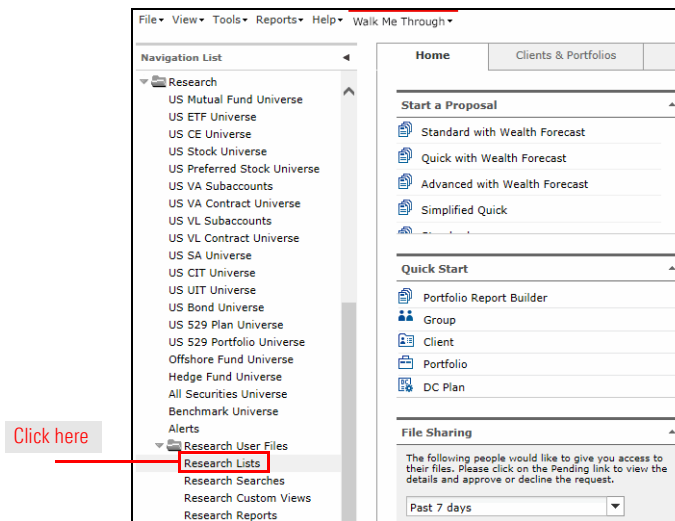 File View Tools Reports Help Walk Me Through
Navigation List
Research
US Mutual Fund Universe
US ETF Universe
US CE Universe
US Stock Universe
US Preferred Stock Universe
US VA Subaccounts
US VA Contract Universe
US VL Subaccounts
US VL Contract Universe
US SA Universe
US CIT Universe
US UIT Universe
US Bond Universe
US 529 Plan Universe
US 529 Portfolio Universe
Offshore Fund Universe
Hedge Fund Universe
All Securities Universe
Benchmark Universe
Alerts
Research User Files
Research Lists
Research Searches
Research Custom Views
Research Reports
Click here
Home
Clients & Portfolios
Start a Proposal
Standard with Wealth Forecast
Quick with Wealth Forecast
Advanced with Wealth Forecast
Simplified Quick
Quick Start
Portfolio Report Builder
Group
Client
Portfolio
DC Plan
File Sharing
The following people would like to give you access to
their files. Please click on the Pending link to view the
details and approve or decline the request.
Past 7 days